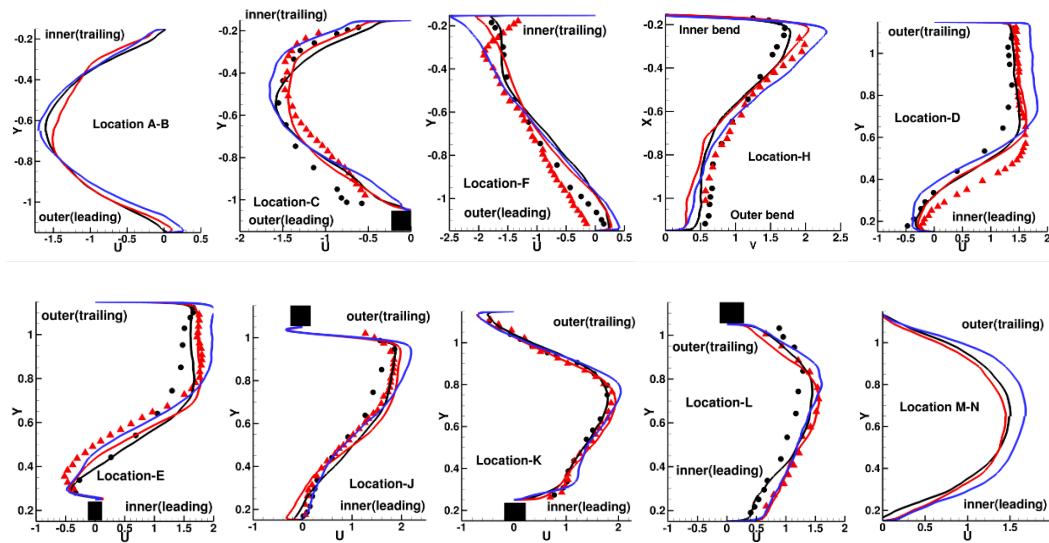 inner(trailing)
-0.2
-0.4
Y
-0.6
Location A-B
-0.8
-1
outer(leading)
-1.5
-1
-0.5
0
0.5
U
inner(trailing)
-0.2
-0.4
Y
-0.6
-0.8
-1
Location-C
outer(leading)
-2
-1.5
-1
-0.5
0
U
inner(trailing)
-0.2
-0.4
Y
-0.6
-0.8
-1
Location-F
outer(leading)
-2.5
-2
-1.5
-1
-0.5
0
0.5
U
Inner bend
-0.2
-0.4
X
-0.6
-0.8
-1
Location-H
Outer bend
0
0.5
1
1.5
2
2.5
V
outer(trailing)
1
0.8
Y
0.6
0.4
0.2
Location-D
inner(leading)
-1
-0.5
0
0.5
1
1.5
2
U
outer(trailing)
1
0.8
Y
0.6
0.4
0.2
Location-E
inner(leading)
-1
-0.5
0
0.5
1
1.5
2
U
outer(trailing)
1
0.8
Y
0.6
0.4
0.2
Location-J
inner(leading)
-1
0
1
2
U
outer(trailing)
1
0.8
Y
0.6
0.4
0.2
Location-K
inner(leading)
-1
0
1
2
U
outer(trailing)
1
0.8
Y
0.6
0.4
0.2
Location-L
inner(leading)
-1
-0.5
0
0.5
1
1.5
2
U
outer(trailing)
1
0.8
Y
0.6
0.4
0.2
Location M-N
inner(leading)
0
0.5
1
1.5
U